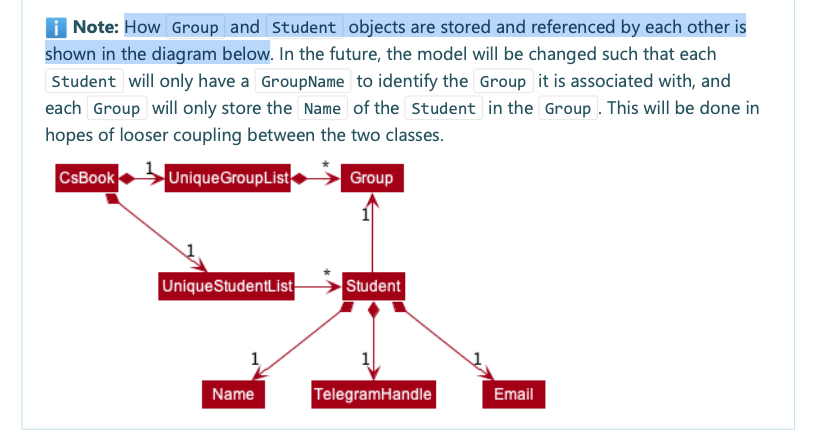 Note: How Group and Student objects are stored and referenced by each other is
shown in the diagram below. In the future, the model will be changed such that each
Student will only have a GroupName to identify the Group it is associated with, and
each Group will only store the Name of the Student in the Group. This will be done in
hopes of looser coupling between the two classes.
CsBook 1 UniqueGroupList * Group
1
1
UniqueStudentList * Student
1 1 1
Name TelegramHandle Email